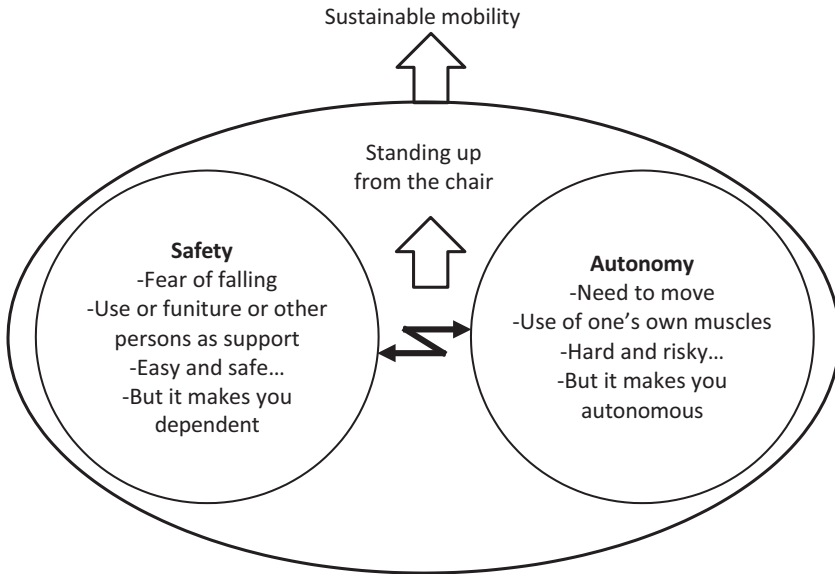 Sustainable mobility
Standing up
from the chair
Safety
-Fear of falling
-Use or funiture or other
persons as support
-Easy and safe...
-But it makes you
dependent
Autonomy
-Need to move
-Use of one’s own muscles
-Hard and risky...
-But it makes you
autonomous